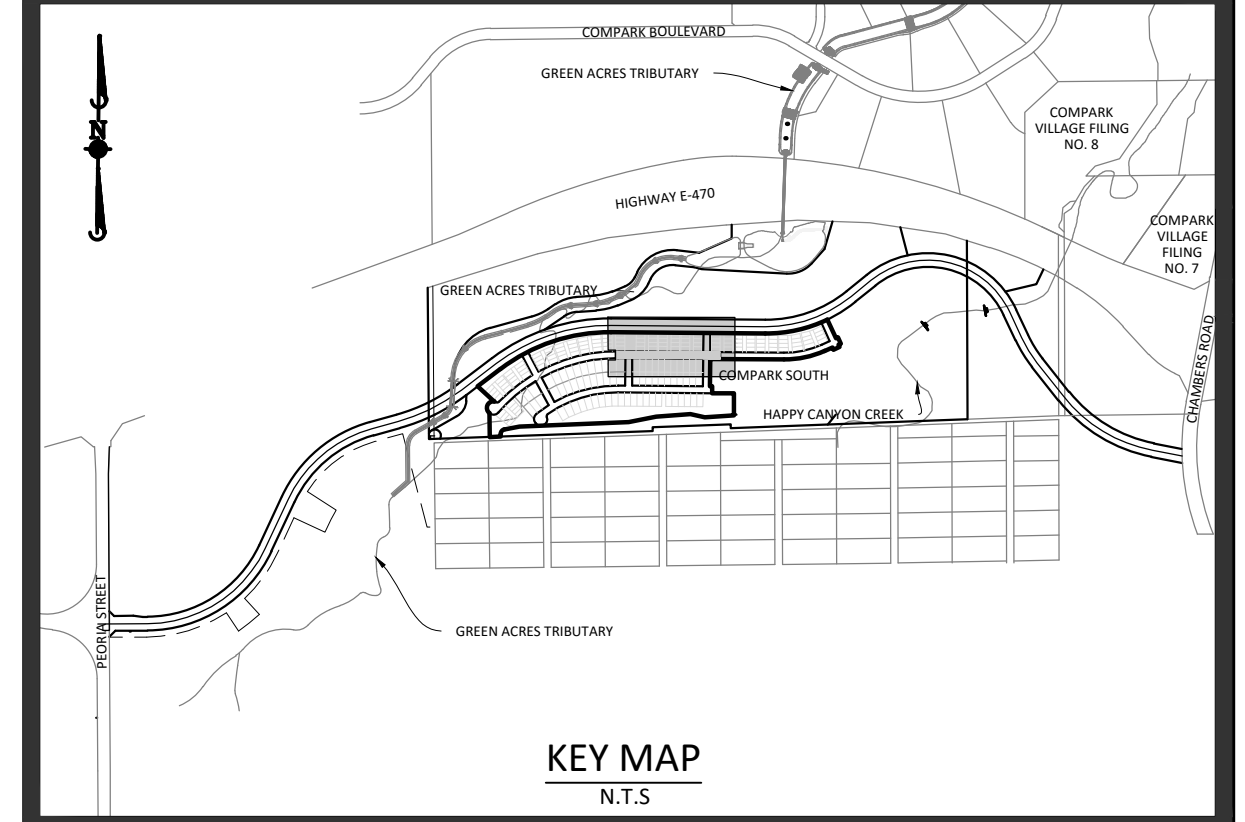 COMPARK BOULEVARD
GREEN ACRES TRIBUTARY
COMPARK
VILLAGE FILING
NO. 8
N
HIGHWAY E-470
COMPARK
VILLAGE
FILING
NO. 7
GREEN ACRES TRIBUTARY
COMPARK SOUTH
HAPPY CANYON CREEK
CHAMBERS ROAD
PEORIA STREET
GREEN ACRES TRIBUTARY
KEY MAP
N.T.S